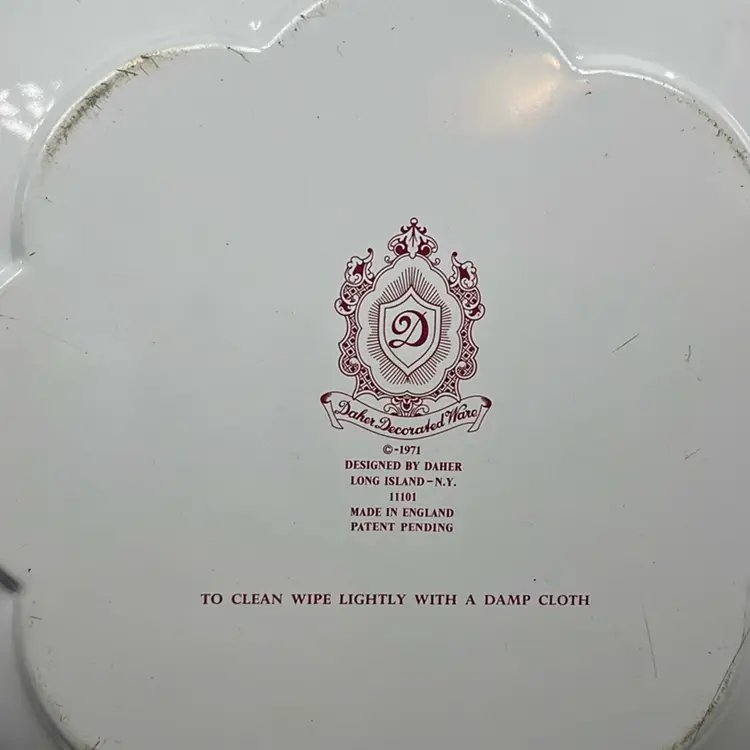 D
Daher Decorated Ware
©-1971
DESIGNED BY DAHER
LONG ISLAND-N.Y.
11101
MADE IN ENGLAND
PATENT PENDING
TO CLEAN WIPE LIGHTLY WITH A DAMP CLOTH